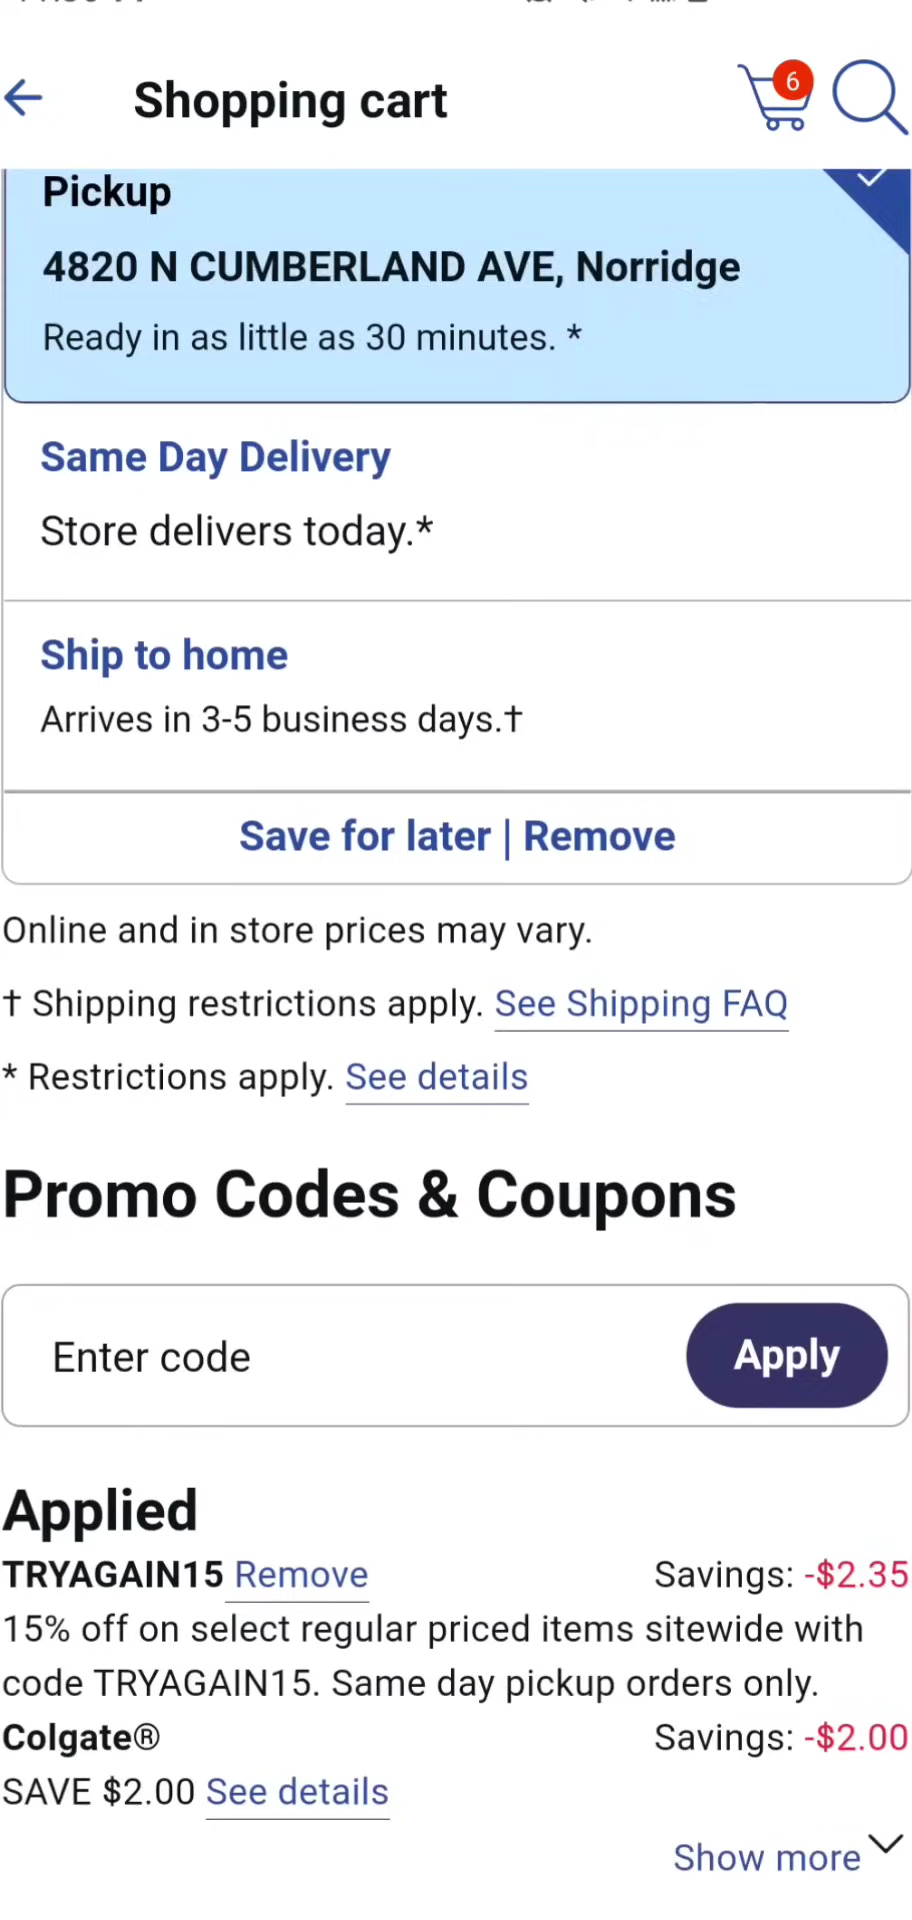 Shopping cart
6
Pickup
4820 N CUMBERLAND AVE, Norridge
Ready in as little as 30 minutes. *
Same Day Delivery
Store delivers today.*
Ship to home
Arrives in 3-5 business days.†
Save for later | Remove
Online and in store prices may vary.
† Shipping restrictions apply. See Shipping FAQ
* Restrictions apply. See details
Promo Codes & Coupons
Enter code
Apply
Applied
TRYAGAIN15 Remove Savings: -$2.35
15% off on select regular priced items sitewide with
code TRYAGAIN15. Same day pickup orders only.
Colgate® Savings: -$2.00
SAVE $2.00 See details
Show more